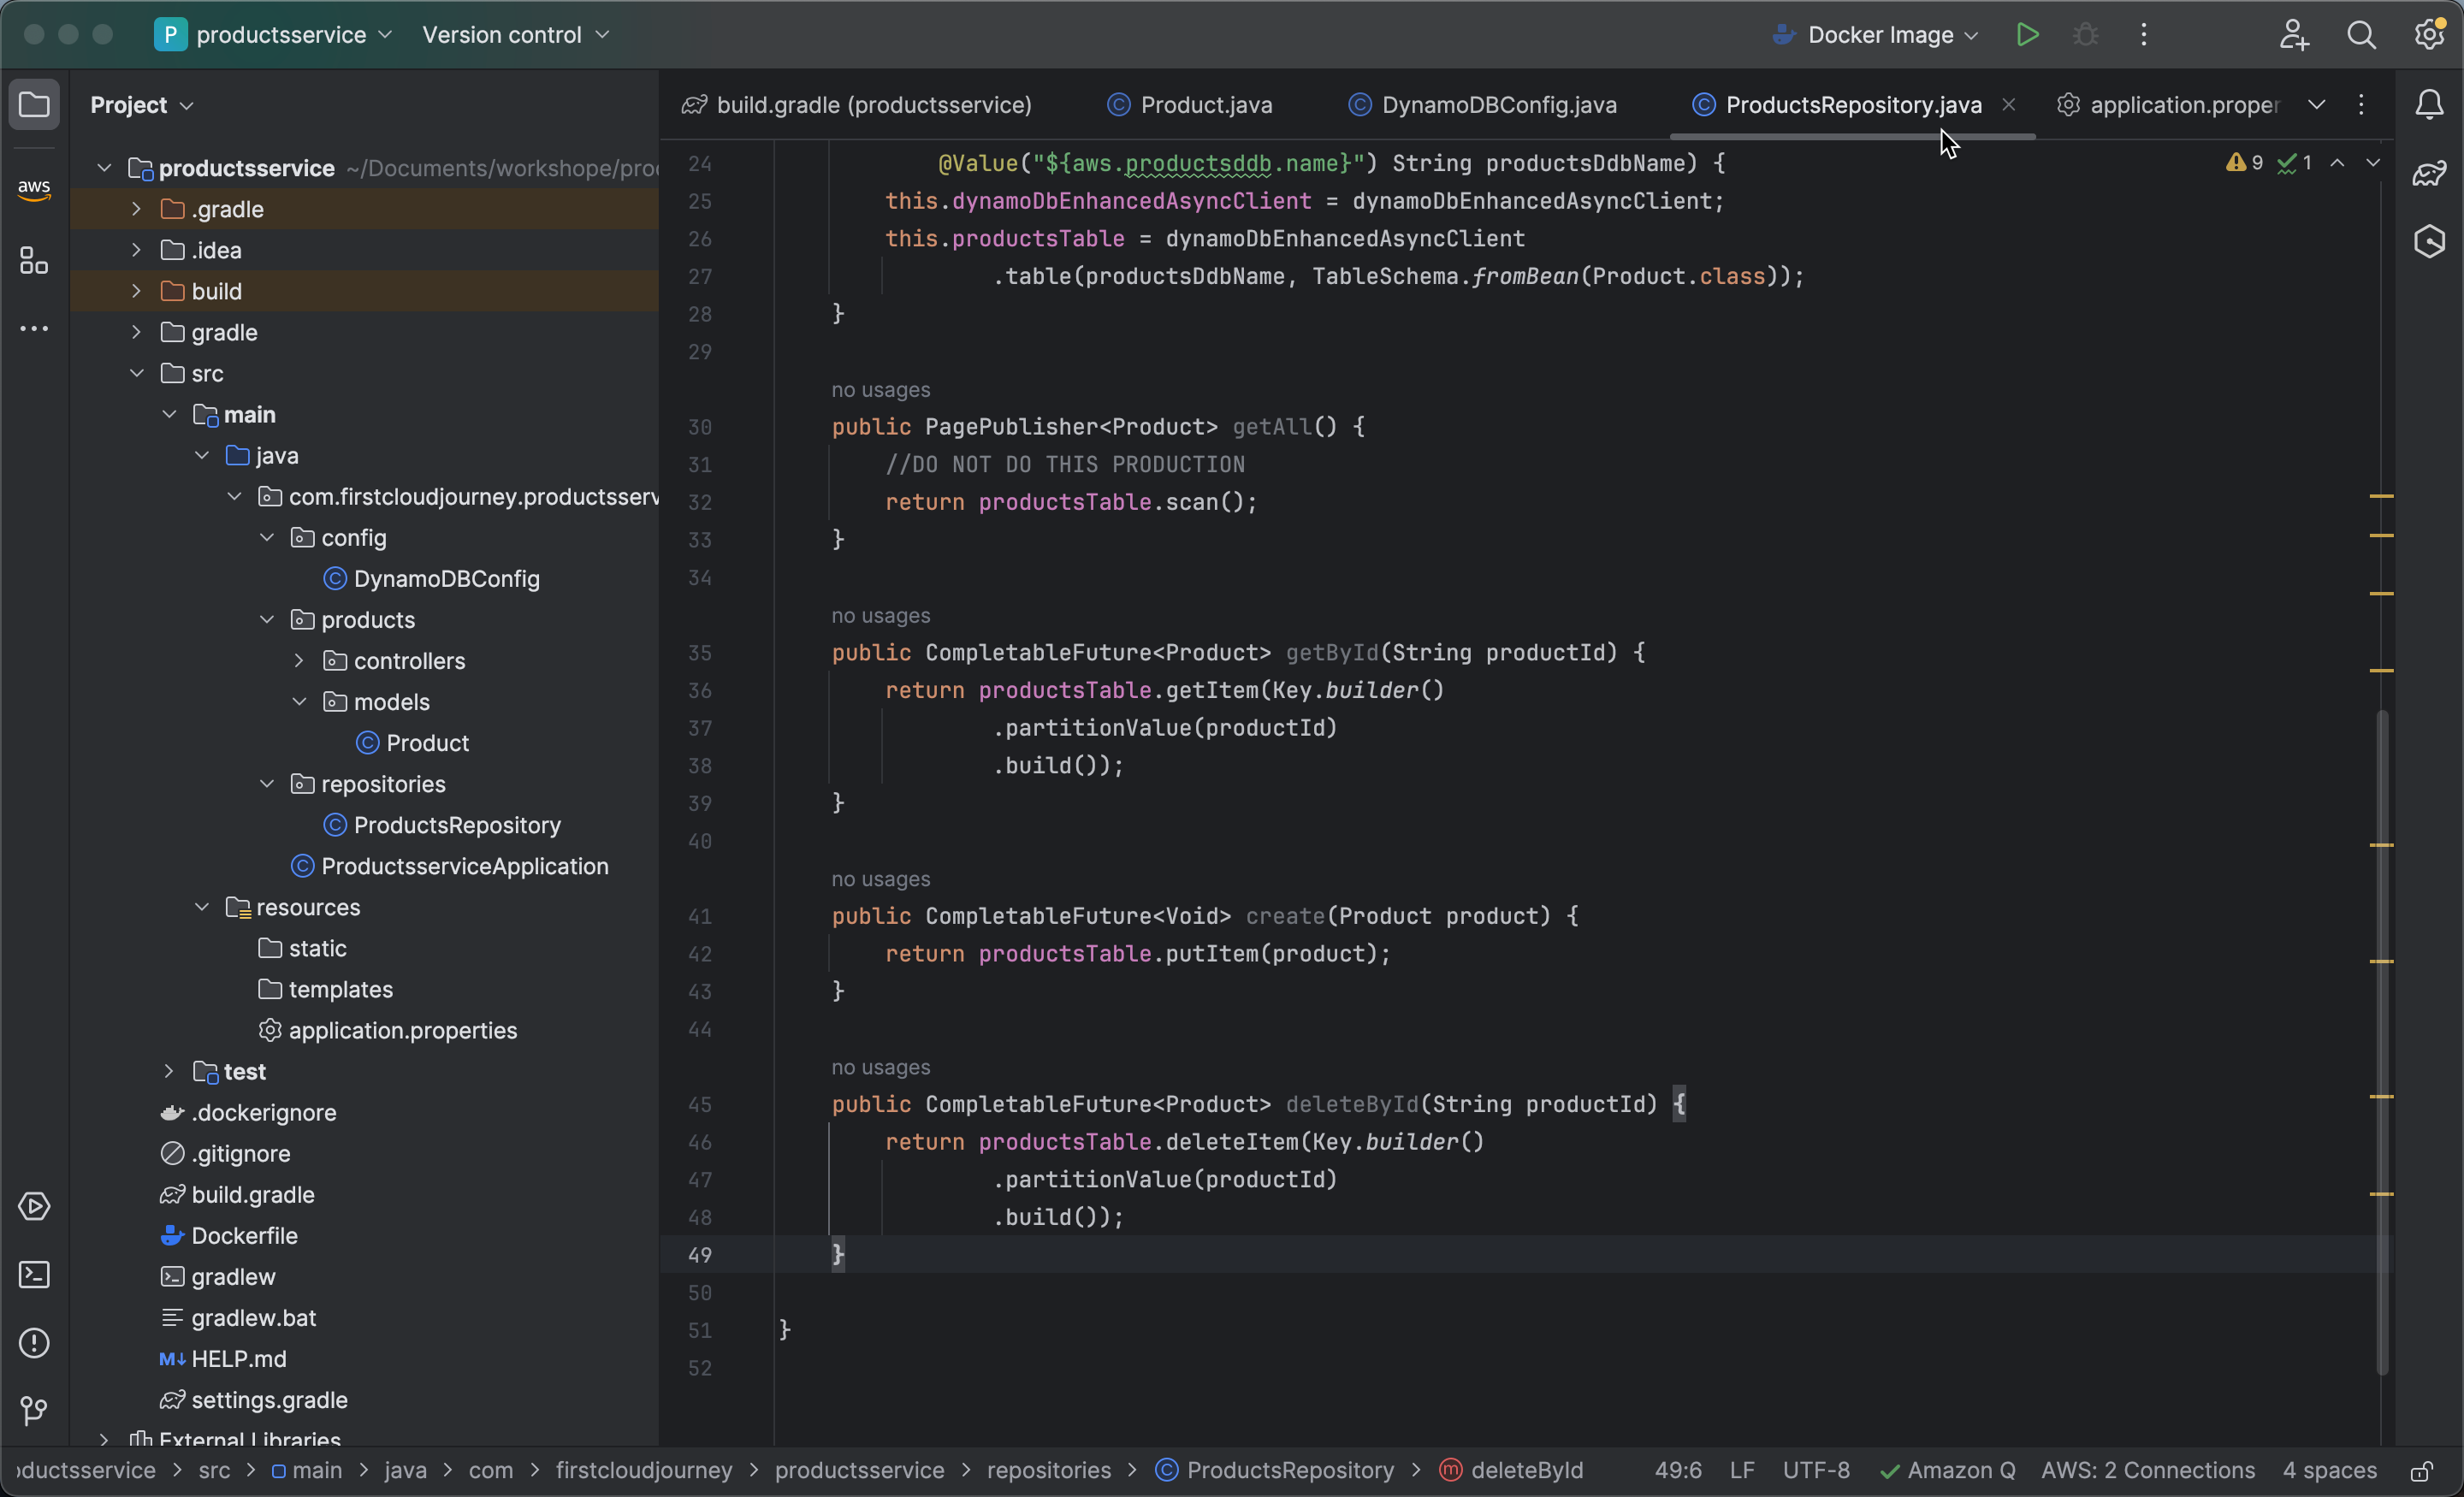 P productsservice Version control Docker Image
Project
build.gradle (productsservice) Product.java DynamoDBConfig.java ProductsRepository.java application.proper
aws
productsservice ~/Documents/workshope/pro
.gradle
.idea
build
gradle
src
main
java
com.firstcloudjourney.productsserv
config
DynamoDBConfig
products
controllers
models
Product
repositories
ProductsRepository
ProductsserviceApplication
resources
static
templates
application.properties
test
.dockerignore
.gitignore
build.gradle
Dockerfile
gradlew
gradlew.bat
M↓ HELP.md
settings.gradle
External Libraries
9 1
24 @Value("${aws.productsddb.name}") String productsDdbName) {
25 this.dynamoDbEnhancedAsyncClient = dynamoDbEnhancedAsyncClient;
26 this.productsTable = dynamoDbEnhancedAsyncClient
27 .table(productsDdbName, TableSchema.fromBean(Product.class));
28 }
29
no usages
30 public PagePublisher<Product> getAll() {
31 //DO NOT DO THIS PRODUCTION
32 return productsTable.scan();
33 }
34
no usages
35 public CompletableFuture<Product> getById(String productId) {
36 return productsTable.getItem(Key.builder()
37 .partitionValue(productId)
38 .build());
39 }
40
no usages
41 public CompletableFuture<Void> create(Product product) {
42 return productsTable.putItem(product);
43 }
44
no usages
45 public CompletableFuture<Product> deleteById(String productId) {
46 return productsTable.deleteItem(Key.builder()
47 .partitionValue(productId)
48 .build());
49 }
50
51 }
52
oductsservice > src > main > java > com > firstcloudjourney > productsservice > repositories > C ProductsRepository > m deleteById 49:6 LF UTF-8 Amazon Q AWS: 2 Connections 4 spaces